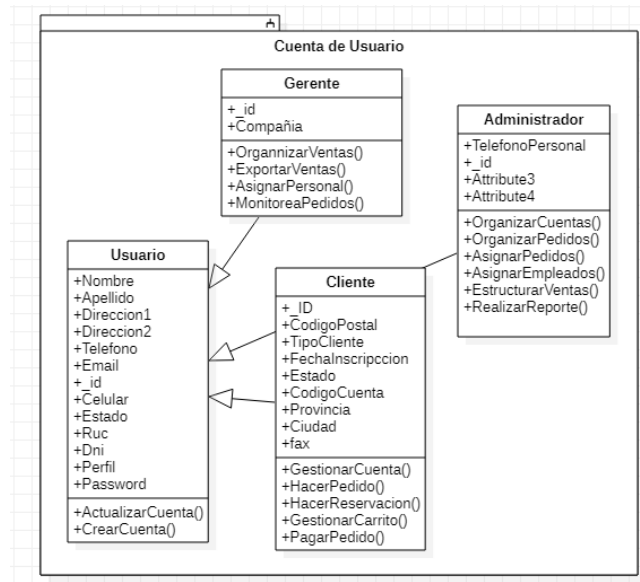 Cuenta de Usuario
Gerente
+_id
+Compañia
+OrgannizarVentas()
+ExportarVentas()
+AsignarPersonal()
+MonitoreaPedidos()
Administrador
+TelefonoPersonal
+_id
+Attribute3
+Attribute4
+OrganizarCuentas()
+OrganizarPedidos()
+AsignarPedidos()
+AsignarEmpleados()
+EstructurarVentas()
+RealizarReporte()
Usuario
+Nombre
+Apellido
+Direccion1
+Direccion2
+Telefono
+Email
+_id
+Celular
+Estado
+Ruc
+Dni
+Perfil
+Password
+ActualizarCuenta()
+CrearCuenta()
Cliente
+_ID
+CodigoPostal
+TipoCliente
+FechaInscripccion
+Estado
+CodigoCuenta
+Provincia
+Ciudad
+fax
+GestionarCuenta()
+HacerPedido()
+HacerReservacion()
+GestionarCarrito()
+PagarPedido()